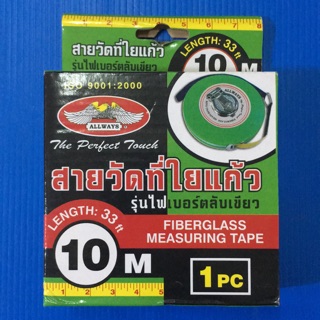 สายวัดที่ใยแก้ว
รุ่นไฟเบอร์ตลับเขียว
LENGTH: 33 ft
10 M
ISO 9001:2000
ALLWAYS
The Perfect Touch
สายวัดที่ใยแก้ว
รุ่นไฟเบอร์ตลับเขียว
LENGTH: 33 ft
10 M
FIBERGLASS
MEASURING TAPE
1 PC